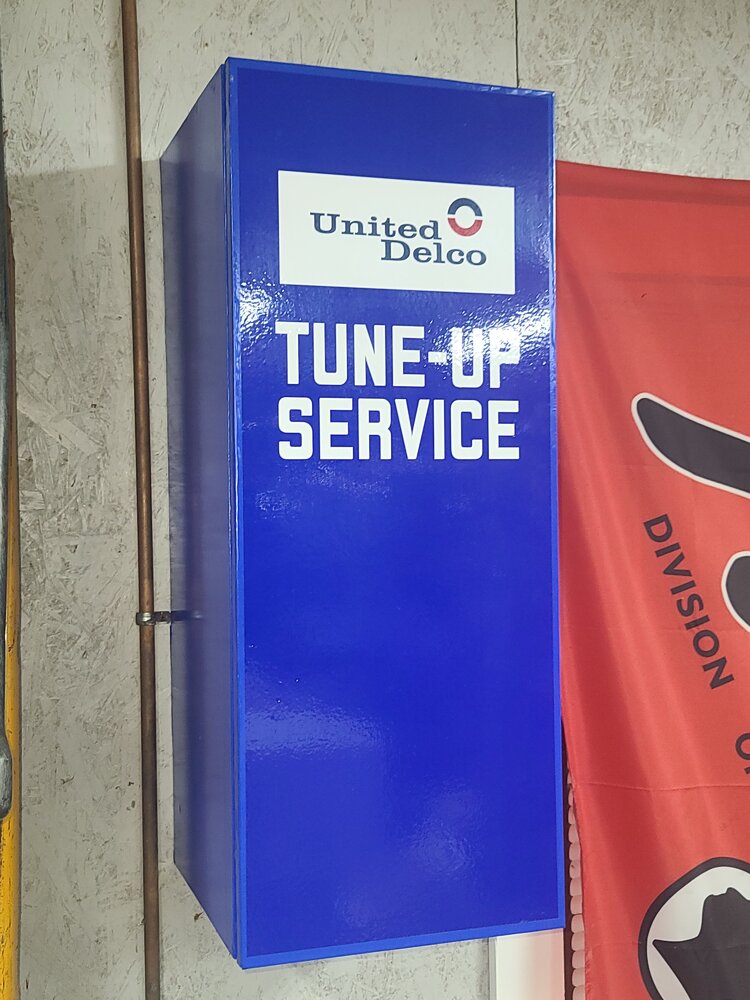 United
Delco
TUNE-UP
SERVICE
DIVISION